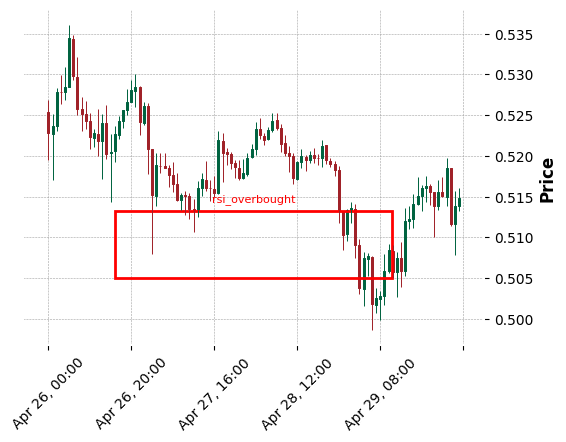 0.535
0.530
0.525
0.520
0.515
0.510
0.505
0.500
Price
rsi_overbought
Apr 26, 00:00
Apr 26, 20:00
Apr 27, 16:00
Apr 28, 12:00
Apr 29, 08:00